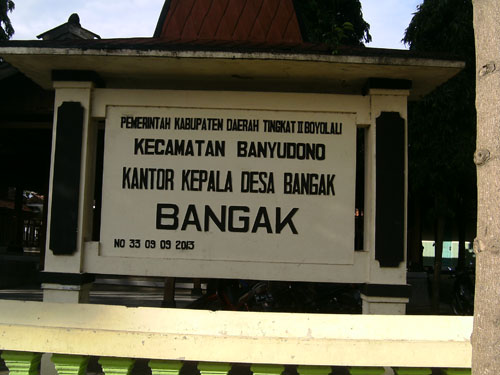 PEMERINTAH KABUPATEN DAERAH TINGKAT II BOYOLALI
KECAMATAN BANYUDONO
KANTOR KEPALA DESA BANGAK
BANGAK
NO 33 09 09 2013